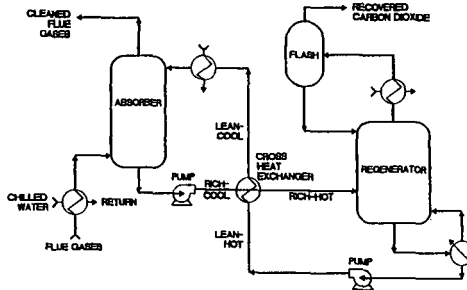 CLEANED
FLUE
GASES
RECOVERED
CARBON DIOXIDE
FLASH
ABSORBER
LEAN-
COOL
CROSS
HEAT
EXCHANGER
REGENERATOR
PUMP
RICH-
COOL
RICH-HOT
CHILLED
WATER
RETURN
FLUE GASES
LEAN-
HOT
PUMP